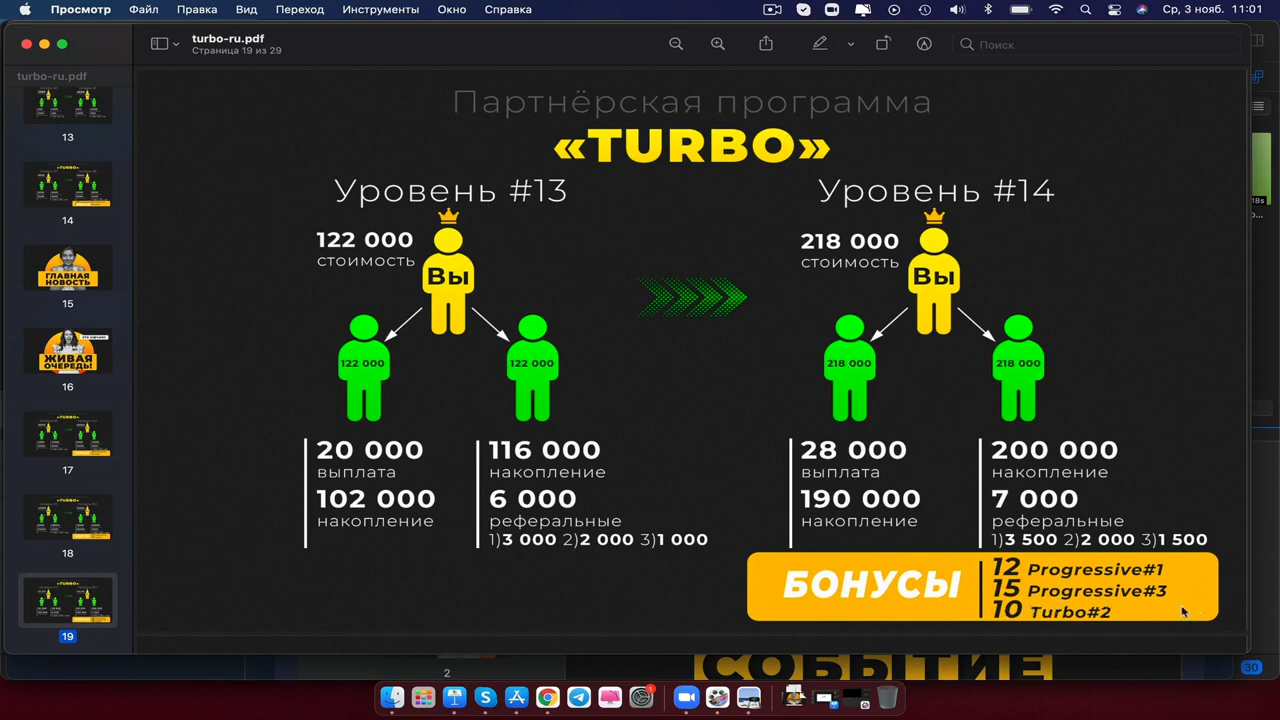 Просмотр Файл Правка Вид Переход Инструменты Окно Справка Ср, 3 нояб. 11:01
turbo-ru.pdf
Страница 19 из 29
Поиск
turbo-ru.pdf
13
14
ГЛАВНАЯ
НОВОСТЬ
15
ЖИВАЯ
ОЧЕРЕДЬ!
16
17
18
19
Партнёрская программа
«TURBO»
Уровень #13
122 000
стоимость
Вы
122 000
122 000
20 000
выплата
102 000
накопление
116 000
накопление
6 000
реферальные
1)3 000 2)2 000 3)1 000
Уровень #14
218 000
стоимость
Вы
218 000
218 000
28 000
выплата
190 000
накопление
200 000
накопление
7 000
реферальные
1)3 500 2)2 000 3)1 500
БОНУСЫ
12 Progressive#1
15 Progressive#3
10 Turbo#2
18s
2
СОБЫТИЕ
30
1